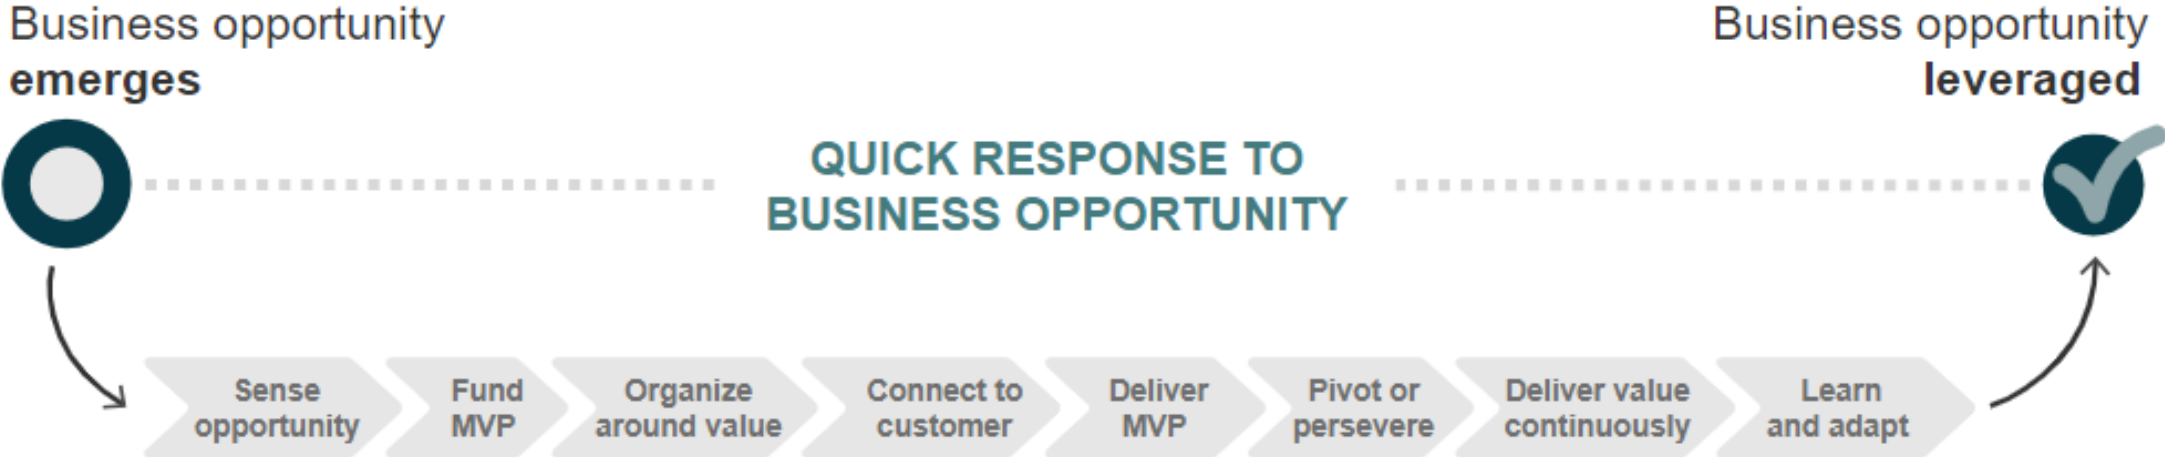 Business opportunity
emerges
Business opportunity
leveraged
QUICK RESPONSE TO
BUSINESS OPPORTUNITY
Sense
opportunity
Fund
MVP
Organize
around value
Connect to
customer
Deliver
MVP
Pivot or
persevere
Deliver value
continuously
Learn
and adapt